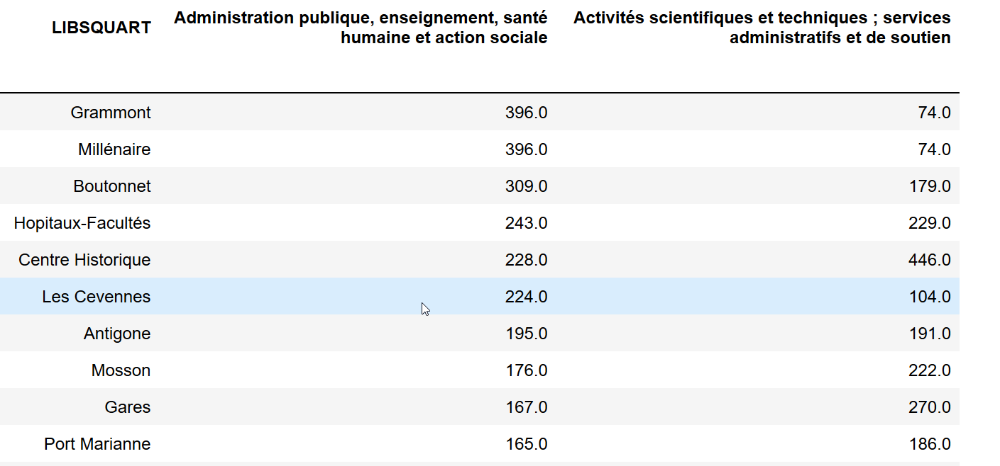 LIBSQUART Administration publique, enseignement, santé humaine et action sociale Activités scientifiques et techniques ; services administratifs et de soutien
Grammont 396.0 74.0
Millénaire 396.0 74.0
Boutonnet 309.0 179.0
Hopitaux-Facultés 243.0 229.0
Centre Historique 228.0 446.0
Les Cevennes 224.0 104.0
Antigone 195.0 191.0
Mosson 176.0 222.0
Gares 167.0 270.0
Port Marianne 165.0 186.0